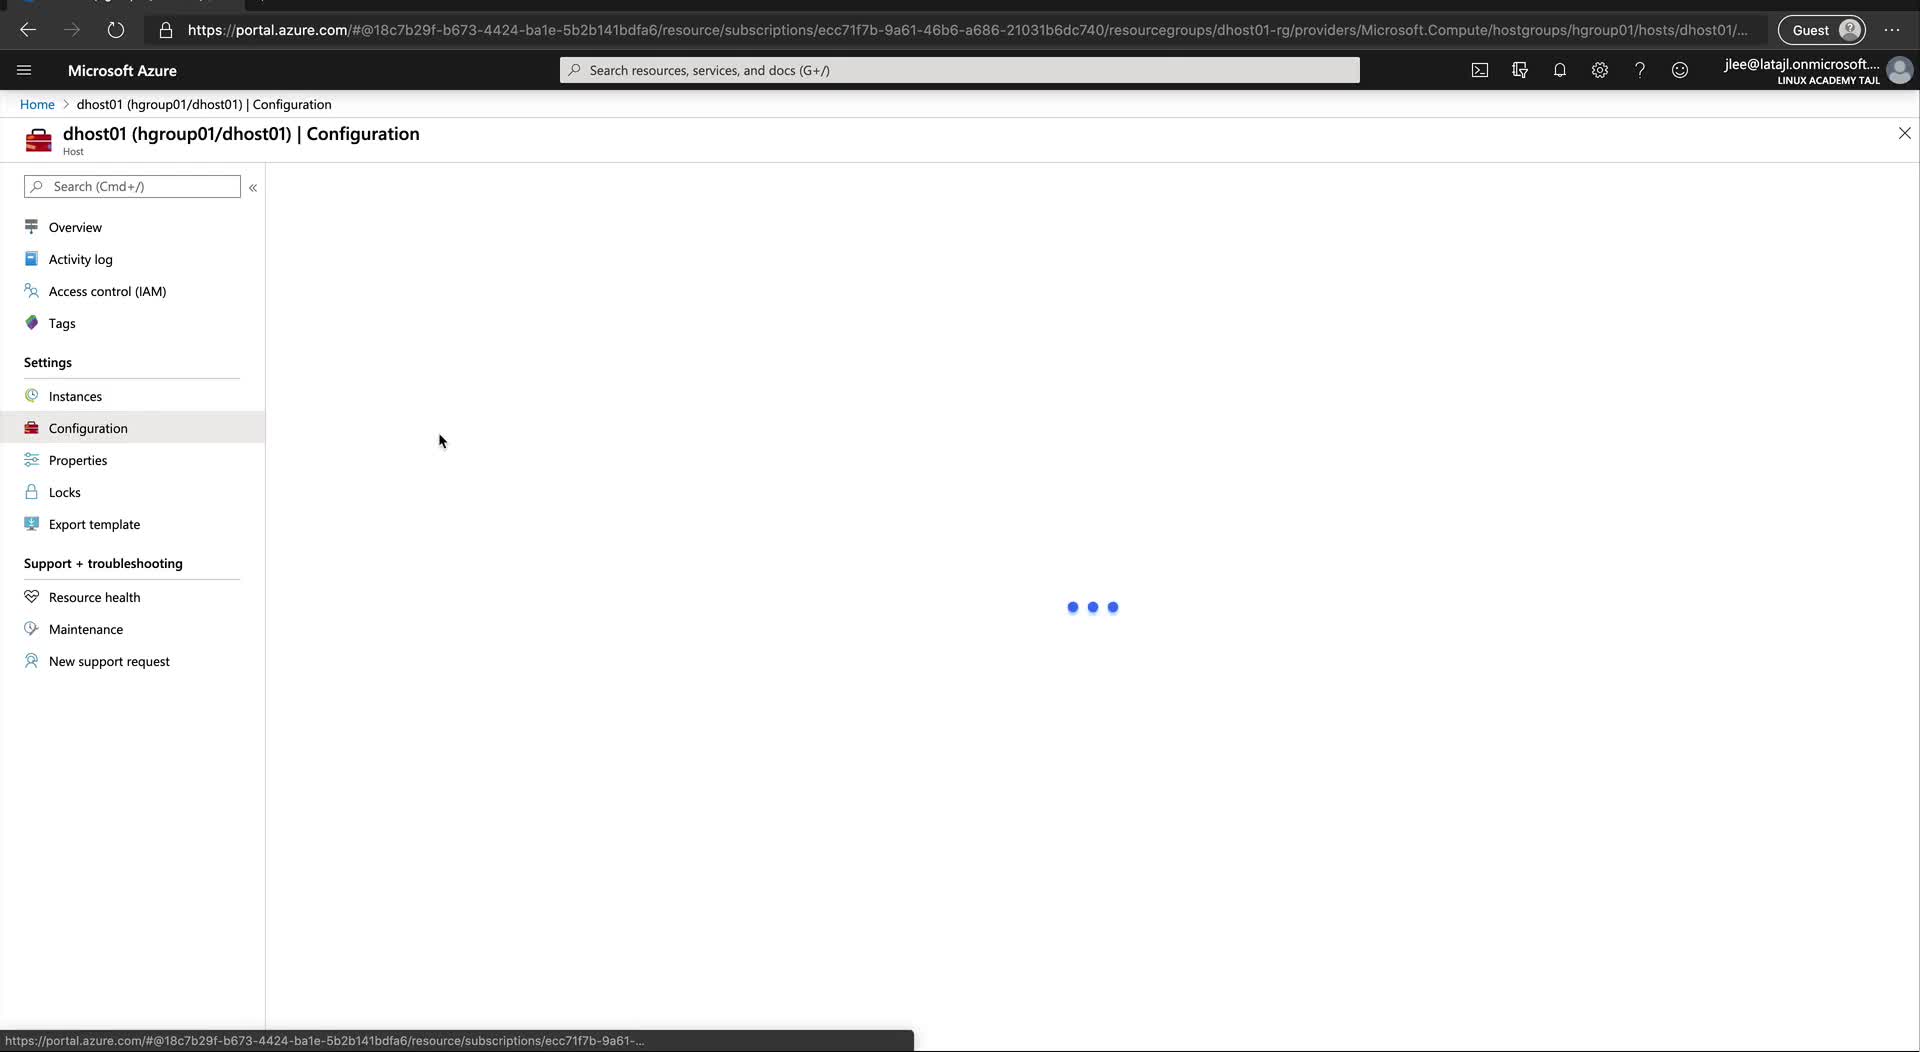 https://portal.azure.com/#@18c7b29f-b673-4424-ba1e-5b2b141bdfa6/resource/subscriptions/ecc71f7b-9a61-46b6-a686-21031b6dc740/resourcegroups/dhost01-rg/providers/Microsoft.Compute/hostgroups/hgroup01/hosts/dhost01/...
Guest
Microsoft Azure
Search resources, services, and docs (G+/)
jlee@latajl.onmicrosoft....
LINUX ACADEMY TAJL
Home > dhost01 (hgroup01/dhost01) | Configuration
dhost01 (hgroup01/dhost01) | Configuration
Host
Search (Cmd+/)
Overview
Activity log
Access control (IAM)
Tags
Settings
Instances
Configuration
Properties
Locks
Export template
Support + troubleshooting
Resource health
Maintenance
New support request
https://portal.azure.com/#@18c7b29f-b673-4424-ba1e-5b2b141bdfa6/resource/subscriptions/ecc71f7b-9a61-...